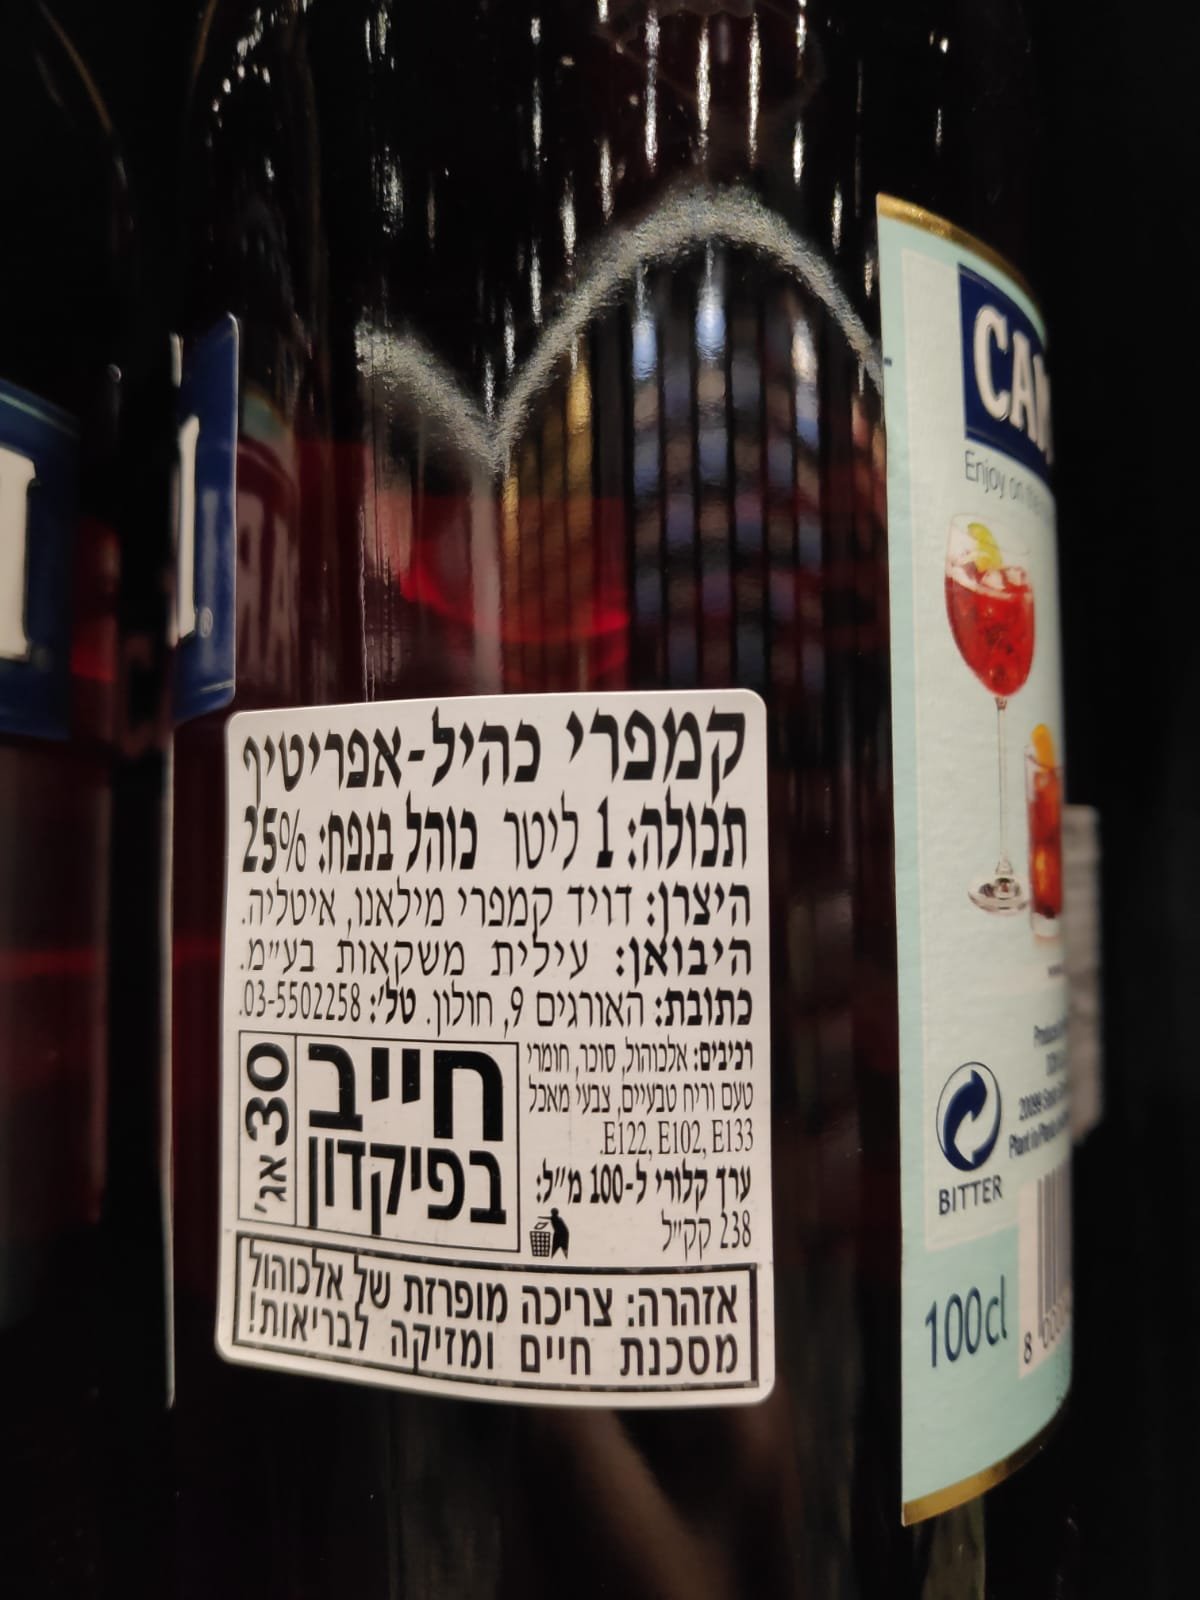 קמפרי כהיל-אפריטיף
תכולה: 1 ליטר כוהל בנפח: 25%
היצרן: דויד קמפרי מילאנו, איטליה.
היבואן: עילית משקאות בע"מ.
כתובת: האורגים 9, חולון. טל': 03-5502258.
רכיבים: אלכוהול, סוכר, חומרי
טעם וריח טבעיים, צבעי מאכל
E122, E102, E133.
ערך קלורי ל-100 מ"ל:
238 קק"ל
חייב
בפיקדון
30 אג'
אזהרה: צריכה מופרזת של אלכוהול
מסכנת חיים ומזיקה לבריאות!
Enjoy on
BITTER
100cl